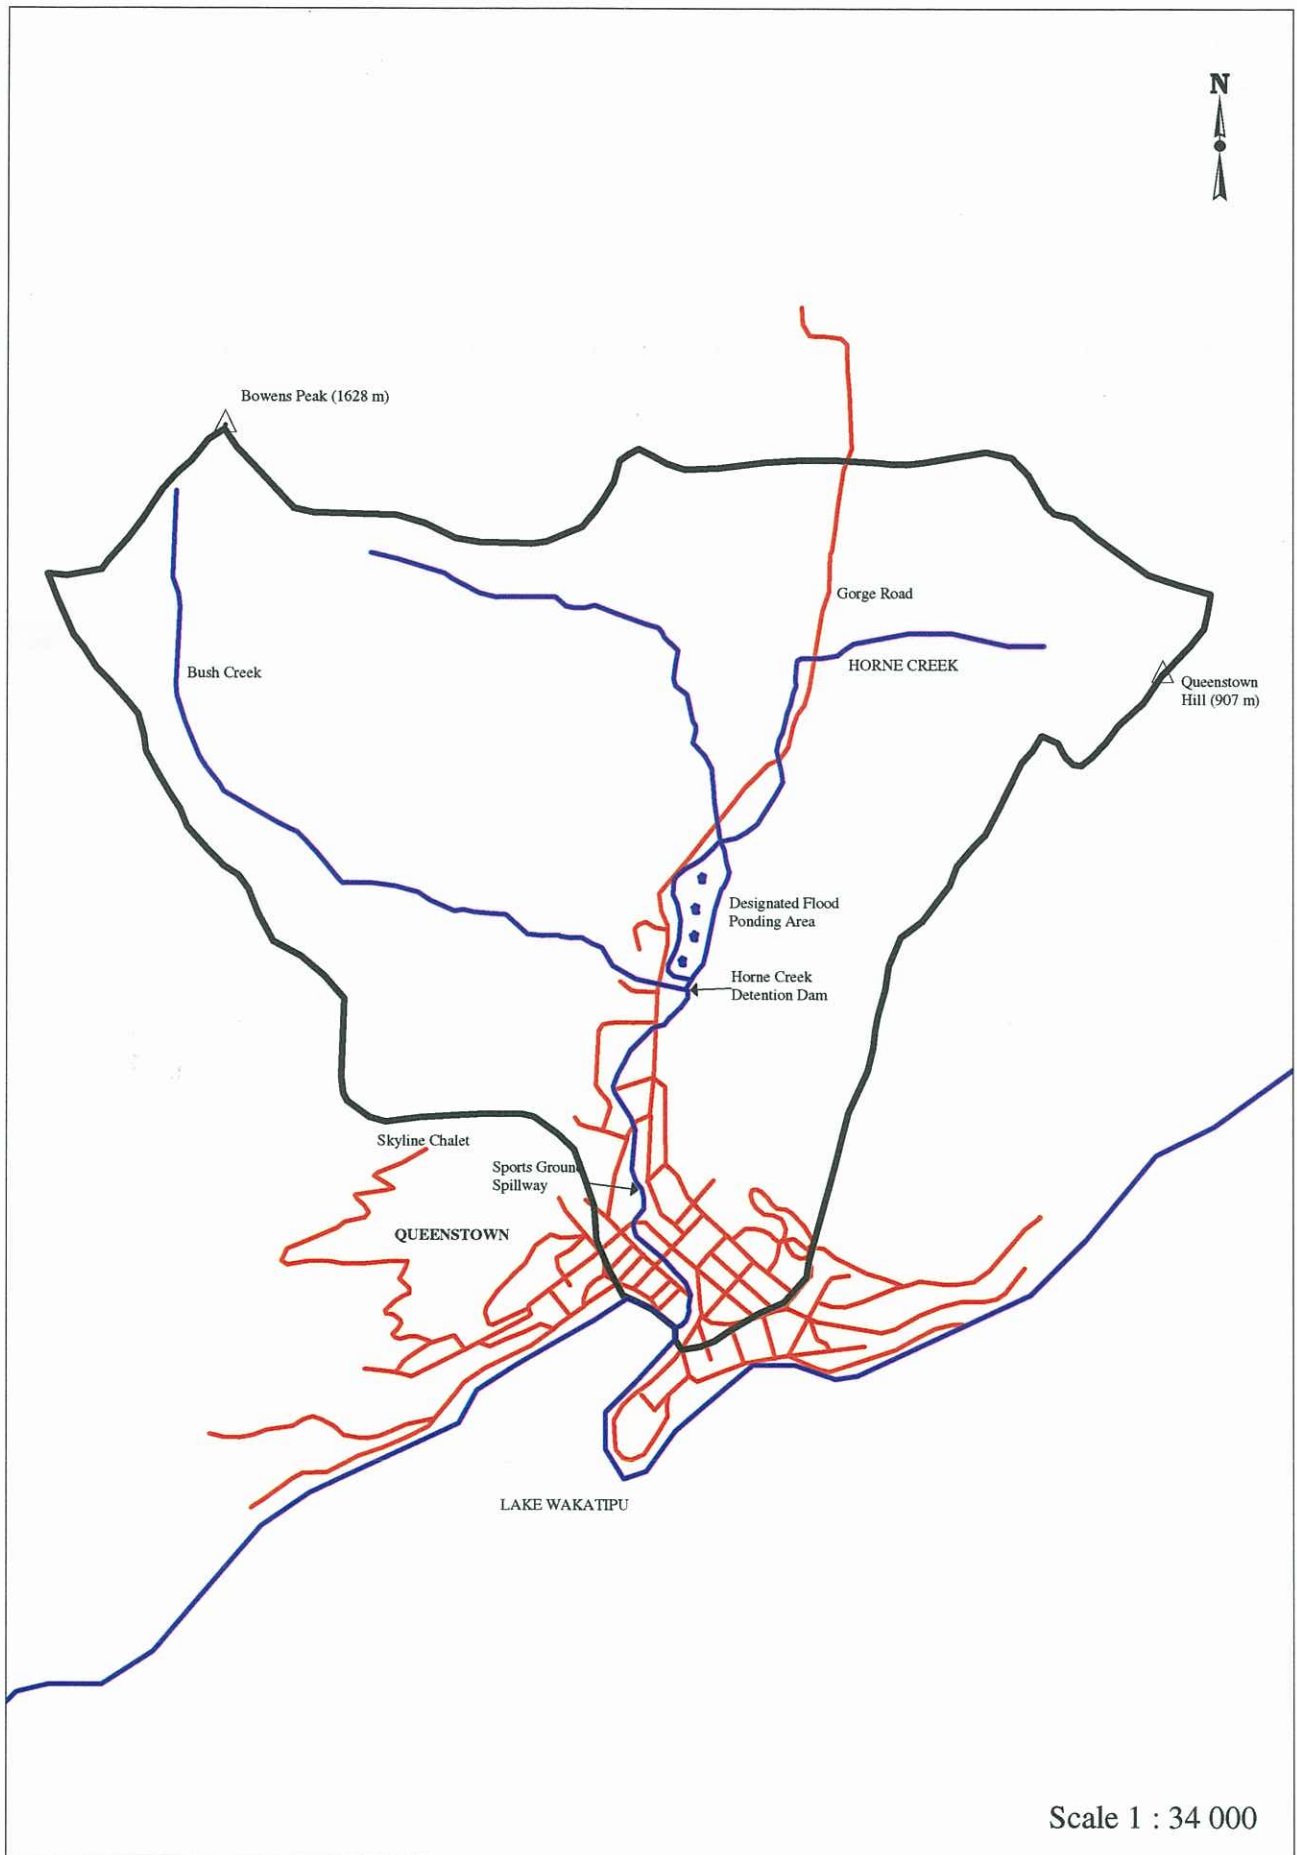 N
Bowens Peak (1628 m)
Gorge Road
HORNE CREEK
Bush Creek
Queenstown
Hill (907 m)
Designated Flood
Ponding Area
Horne Creek
Detention Dam
Skyline Chalet
Sports Ground
Spillway
QUEENSTOWN
LAKE WAKATIPU
Scale 1 : 34 000